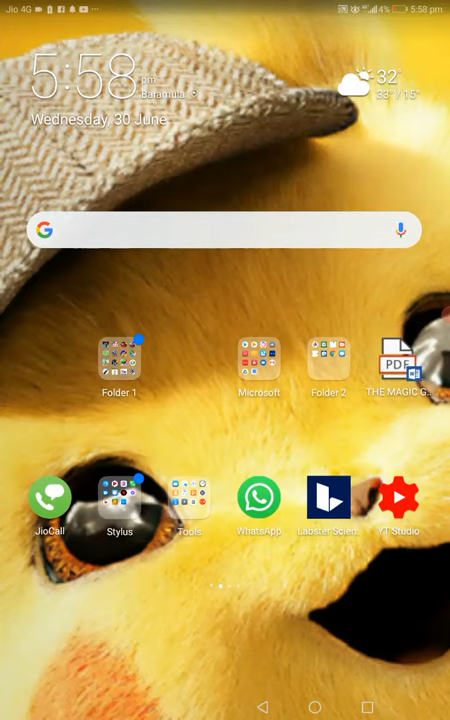 Jio 4G
4% 5:58 pm
5:58 pm
Baramula
32°
33° / 15°
Wednesday, 30 June
Folder 1
Microsoft
Folder 2
THE MAGIC G...
PDF
JioCall
Stylus
Tools
WhatsApp
Labster Scien...
YT Studio